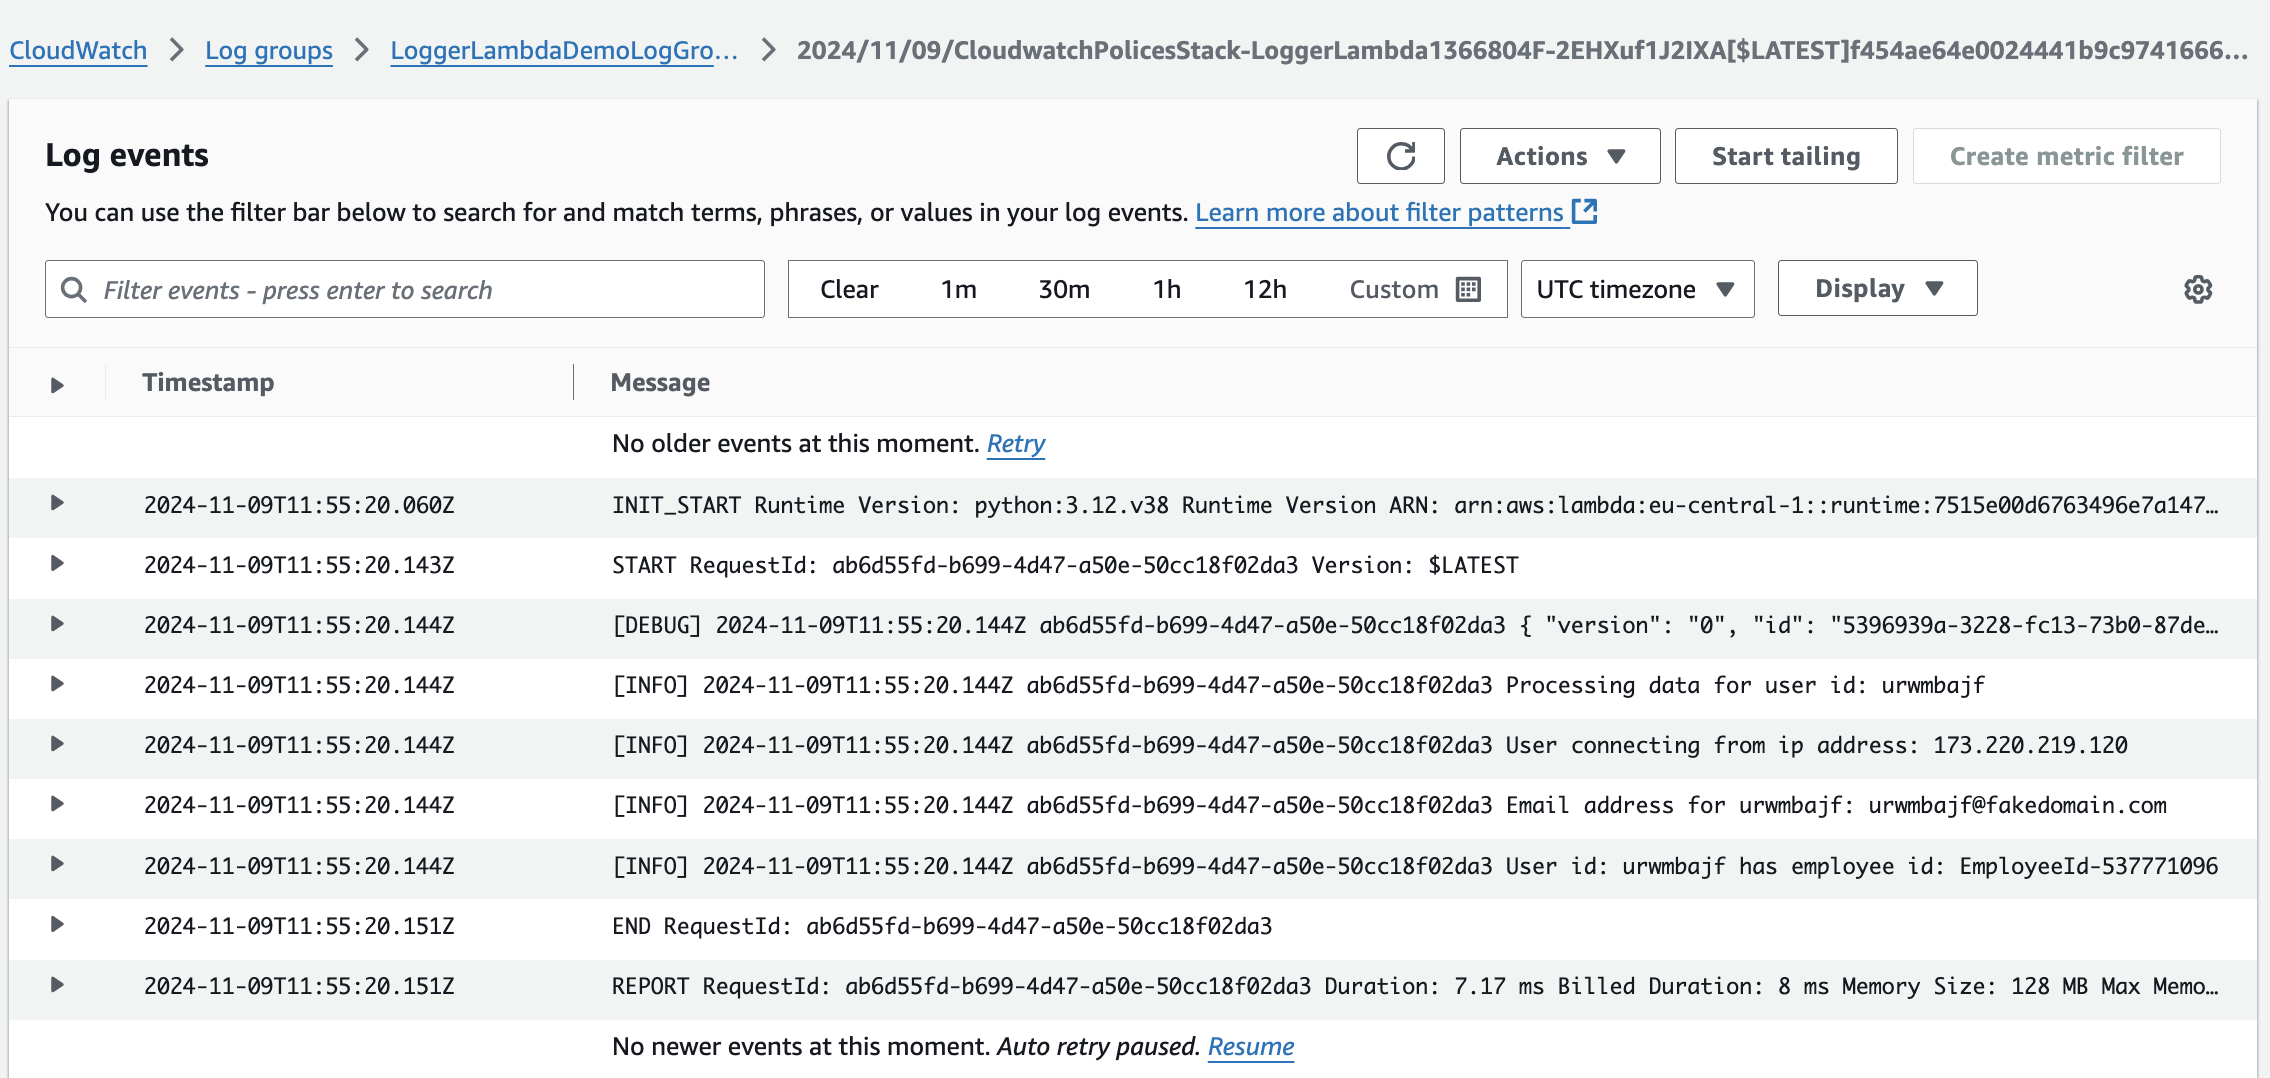 CloudWatch > Log groups > LoggerLambdaDemoLogGro... > 2024/11/09/CloudwatchPolicesStack-LoggerLambda1366804F-2EHXuf1J2IXA[$LATEST]f454ae64e0024441b9c9741666...
Log events
Actions
Start tailing
Create metric filter
You can use the filter bar below to search for and match terms, phrases, or values in your log events. Learn more about filter patterns
Filter events - press enter to search
Clear 1m 30m 1h 12h Custom
UTC timezone
Display
Timestamp Message
No older events at this moment. Retry
2024-11-09T11:55:20.060Z INIT_START Runtime Version: python:3.12.v38 Runtime Version ARN: arn:aws:lambda:eu-central-1::runtime:7515e00d6763496e7a147…
2024-11-09T11:55:20.143Z START RequestId: ab6d55fd-b699-4d47-a50e-50cc18f02da3 Version: $LATEST
2024-11-09T11:55:20.144Z [DEBUG] 2024-11-09T11:55:20.144Z ab6d55fd-b699-4d47-a50e-50cc18f02da3 { "version": "0", "id": "5396939a-3228-fc13-73b0-87de…
2024-11-09T11:55:20.144Z [INFO] 2024-11-09T11:55:20.144Z ab6d55fd-b699-4d47-a50e-50cc18f02da3 Processing data for user id: urwmbajf
2024-11-09T11:55:20.144Z [INFO] 2024-11-09T11:55:20.144Z ab6d55fd-b699-4d47-a50e-50cc18f02da3 User connecting from ip address: 173.220.219.120
2024-11-09T11:55:20.144Z [INFO] 2024-11-09T11:55:20.144Z ab6d55fd-b699-4d47-a50e-50cc18f02da3 Email address for urwmbajf: urwmbajf@fakedomain.com
2024-11-09T11:55:20.144Z [INFO] 2024-11-09T11:55:20.144Z ab6d55fd-b699-4d47-a50e-50cc18f02da3 User id: urwmbajf has employee id: EmployeeId-537771096
2024-11-09T11:55:20.151Z END RequestId: ab6d55fd-b699-4d47-a50e-50cc18f02da3
2024-11-09T11:55:20.151Z REPORT RequestId: ab6d55fd-b699-4d47-a50e-50cc18f02da3 Duration: 7.17 ms Billed Duration: 8 ms Memory Size: 128 MB Max Memo…
No newer events at this moment. Auto retry paused. Resume